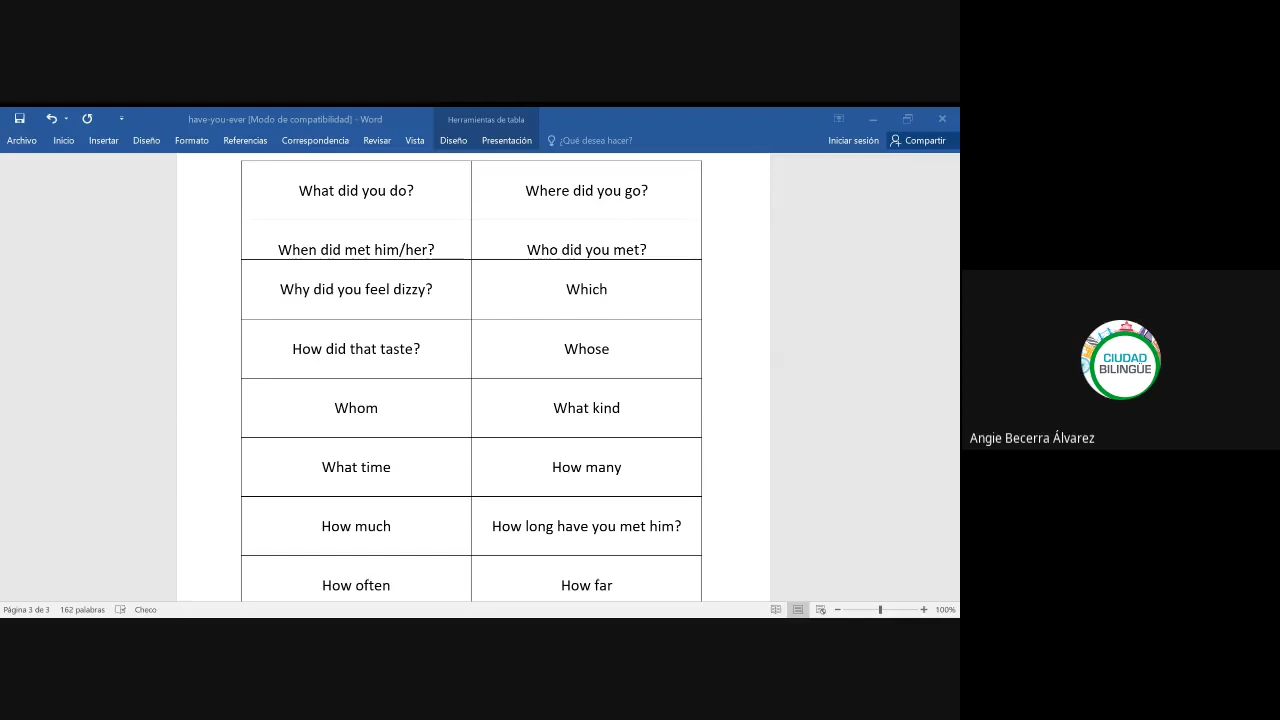 have-you-ever [Modo de compatibilidad] - Word
Herramientas de tabla
Archivo Inicio Insertar Diseño Formato Referencias Correspondencia Revisar Vista Diseño Presentación ¿Qué desea hacer? Iniciar sesión Compartir
What did you do? Where did you go?
When did met him/her? Who did you met?
Why did you feel dizzy? Which
How did that taste? Whose
CIUDAD
BILINGÜE
Whom What kind
Angie Becerra Álvarez
What time How many
How much How long have you met him?
How often How far
Página 3 de 3 162 palabras Checo 100%